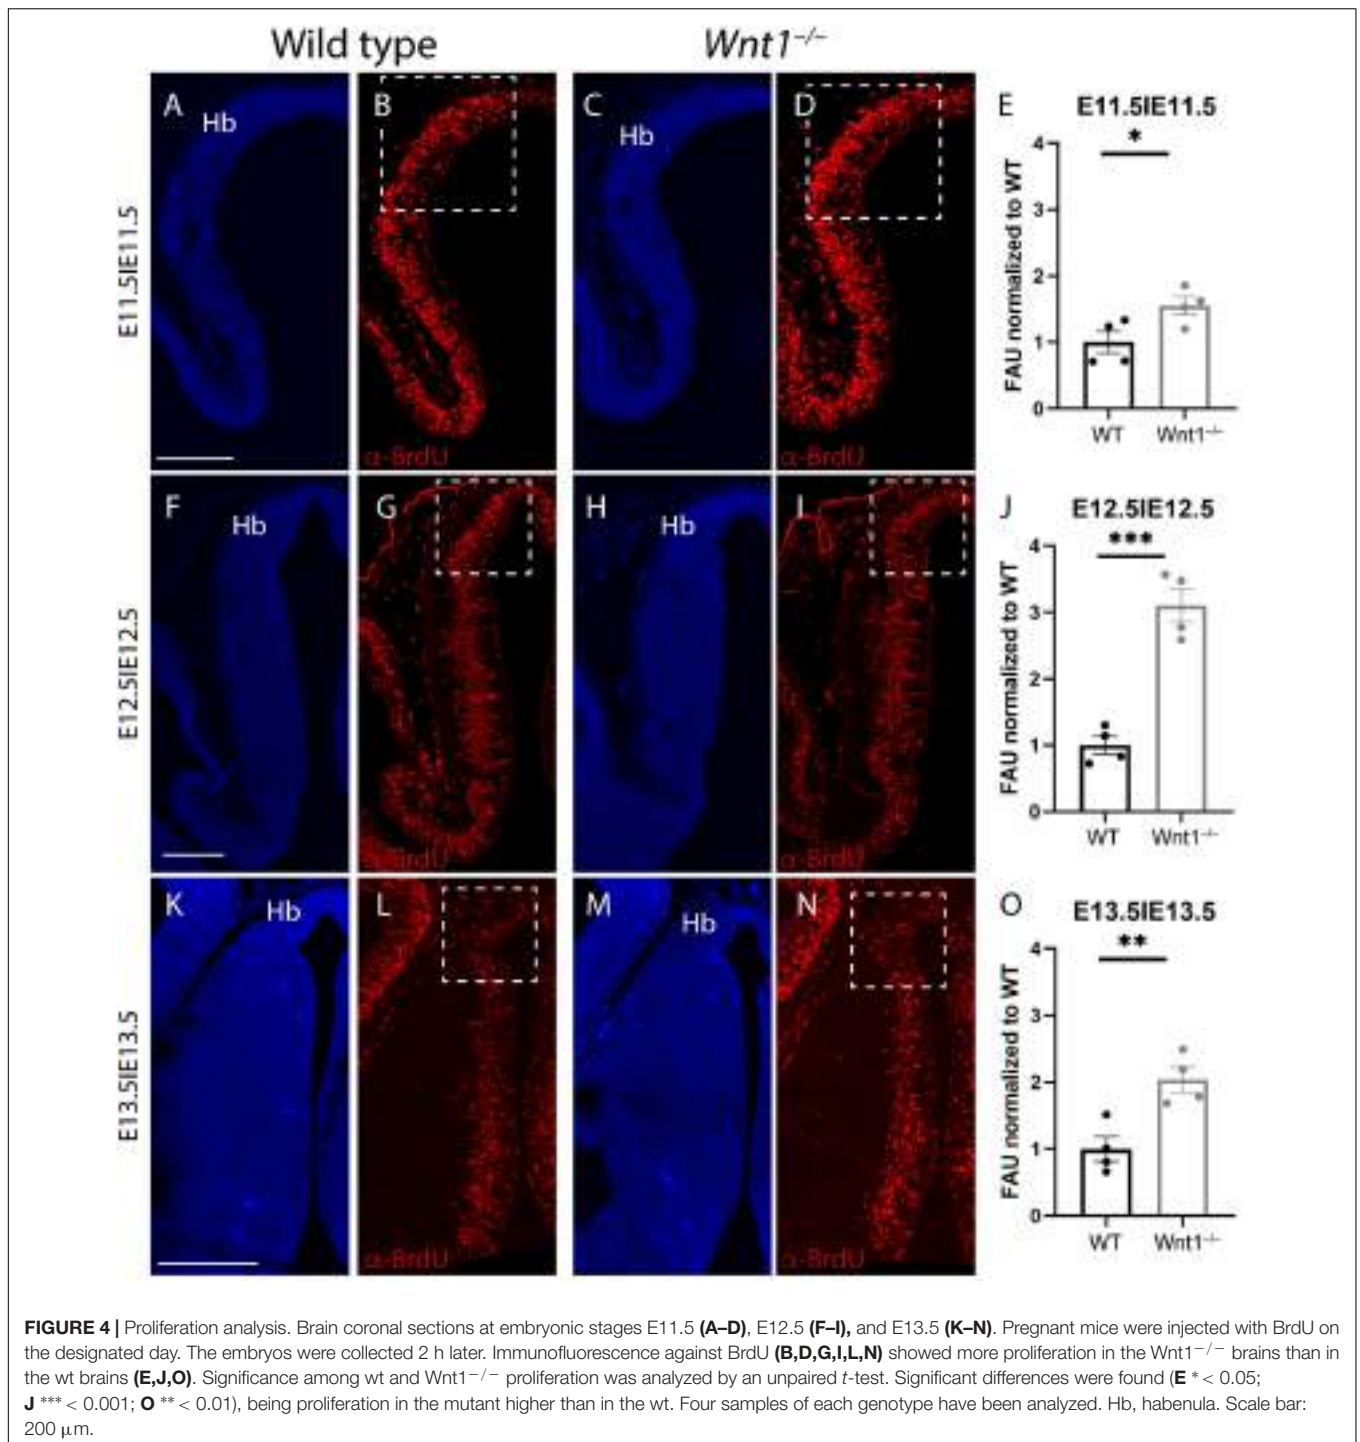 Wild type
Wnt1−/−
A
Hb
B
α-BrdU
C
Hb
D
α-BrdU
E
E11.5IE11.5
*
FAU normalized to WT
4
3
2
1
0
WT
Wnt1-/-
E11.5IE11.5
F
Hb
G
α-BrdU
H
Hb
I
α-BrdU
J
E12.5IE12.5
***
FAU normalized to WT
4
3
2
1
0
WT
Wnt1-/-
E12.5IE12.5
K
Hb
L
α-BrdU
M
Hb
N
α-BrdU
O
E13.5IE13.5
**
FAU normalized to WT
4
3
2
1
0
WT
Wnt1-/-
E13.5IE13.5
FIGURE 4 | Proliferation analysis. Brain coronal sections at embryonic stages E11.5 (A–D), E12.5 (F–I), and E13.5 (K–N). Pregnant mice were injected with BrdU on
the designated day. The embryos were collected 2 h later. Immunofluorescence against BrdU (B,D,G,I,L,N) showed more proliferation in the Wnt1−/− brains than in
the wt brains (E,J,O). Significance among wt and Wnt1−/− proliferation was analyzed by an unpaired t-test. Significant differences were found (E * < 0.05;
J *** < 0.001; O ** < 0.01), being proliferation in the mutant higher than in the wt. Four samples of each genotype have been analyzed. Hb, habenula. Scale bar:
200 μm.